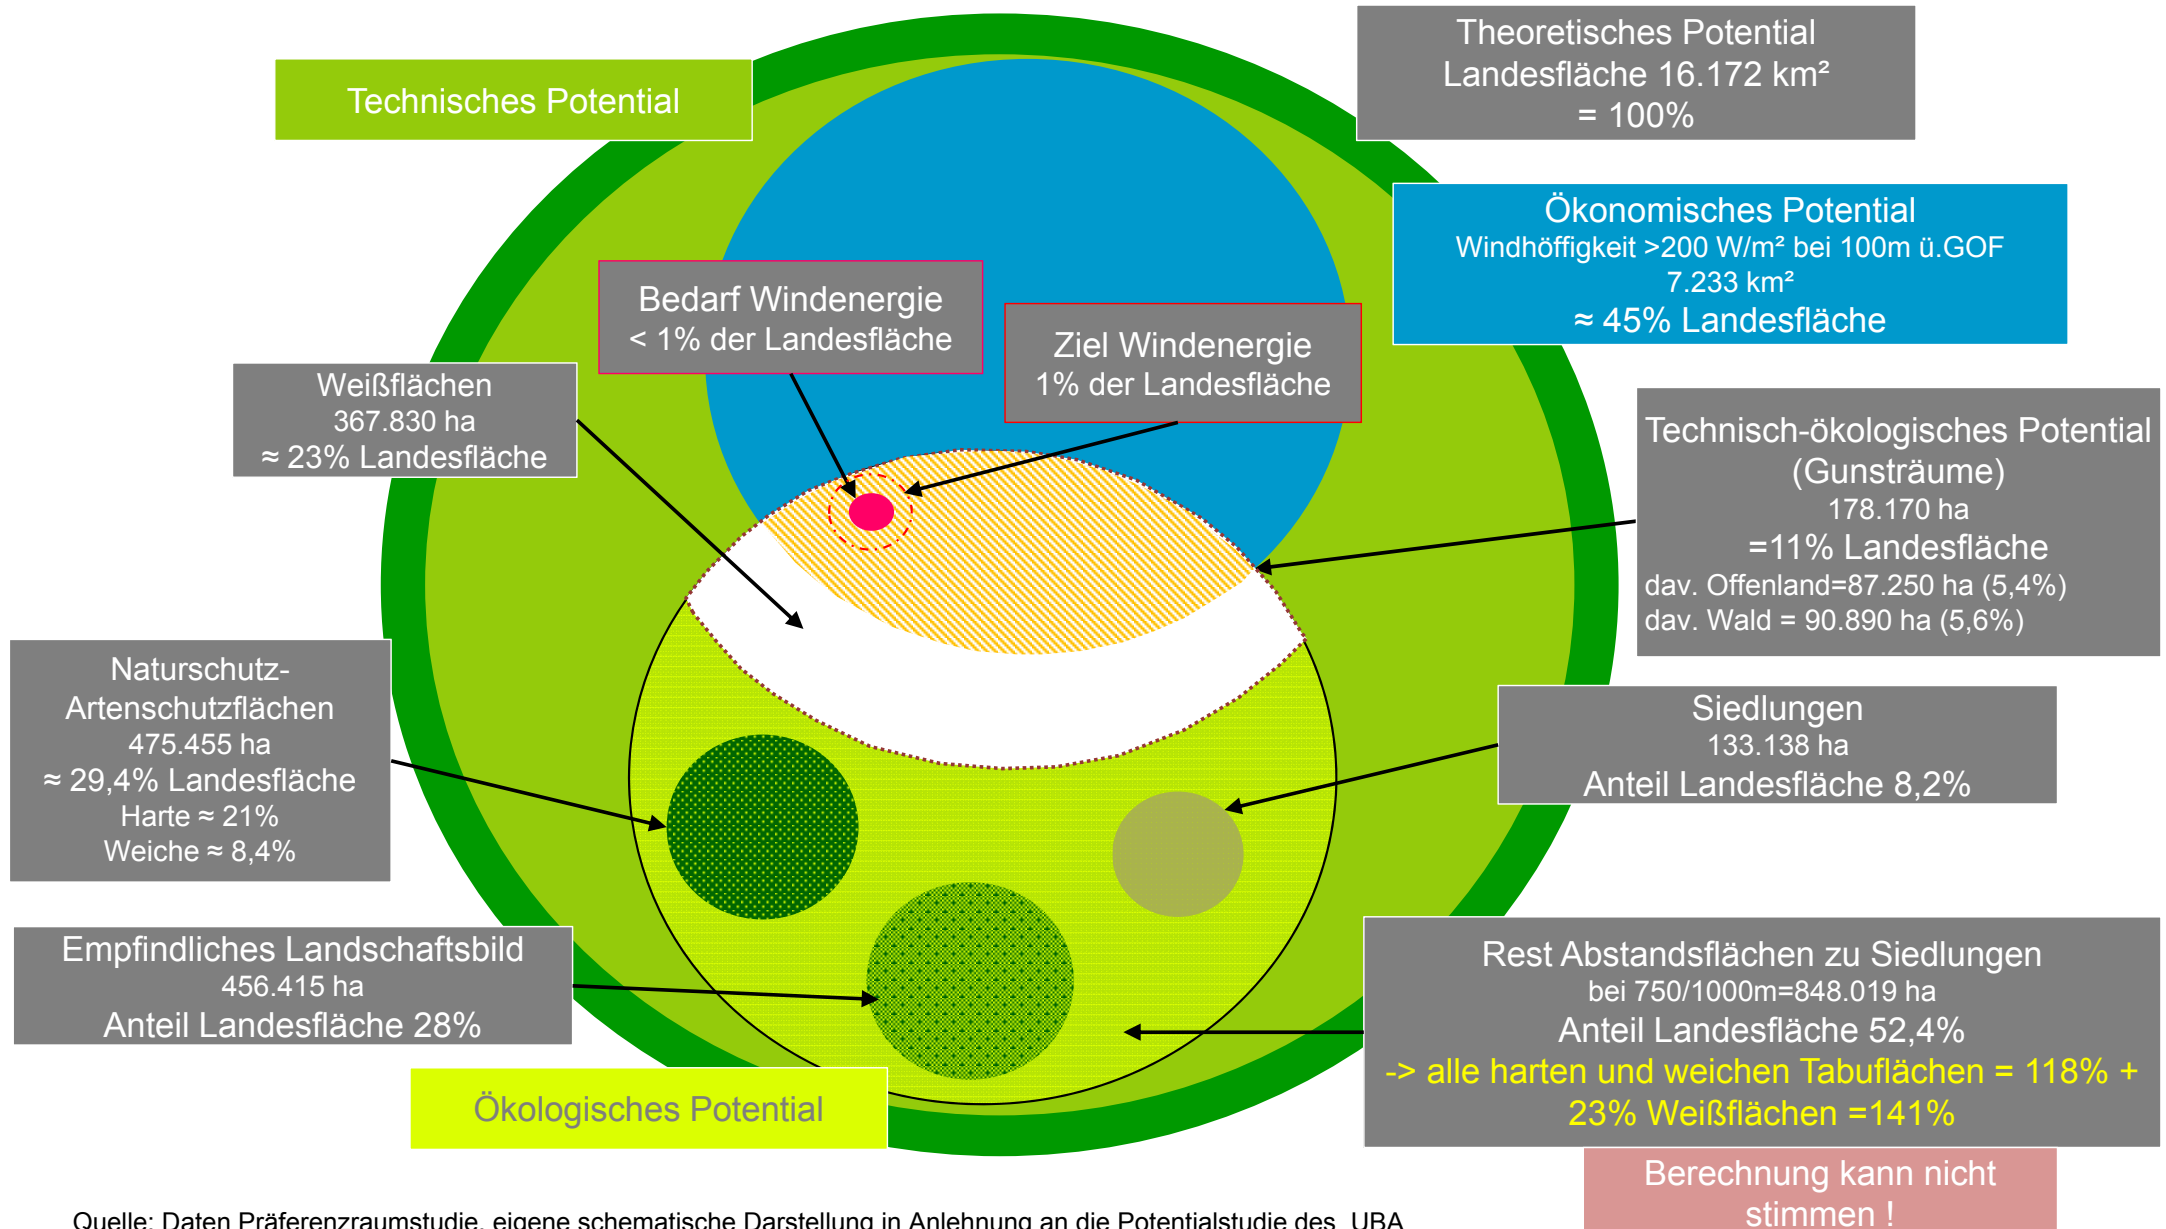 Technisches Potential
Theoretisches Potential
Landesfläche 16.172 km²
= 100%
Ökonomisches Potential
Windhöffigkeit >200 W/m² bei 100m ü.GOF
7.233 km²
≈ 45% Landesfläche
Bedarf Windenergie
< 1% der Landesfläche
Ziel Windenergie
1% der Landesfläche
Weißflächen
367.830 ha
≈ 23% Landesfläche
Technisch-ökologisches Potential
(Gunsträume)
178.170 ha
=11% Landesfläche
dav. Offenland=87.250 ha (5,4%)
dav. Wald = 90.890 ha (5,6%)
Naturschutz-
Artenschutzflächen
475.455 ha
≈ 29,4% Landesfläche
Harte ≈ 21%
Weiche ≈ 8,4%
Siedlungen
133.138 ha
Anteil Landesfläche 8,2%
Empfindliches Landschaftsbild
456.415 ha
Anteil Landesfläche 28%
Rest Abstandsflächen zu Siedlungen
bei 750/1000m=848.019 ha
Anteil Landesfläche 52,4%
-> alle harten und weichen Tabuflächen = 118% +
23% Weißflächen =141%
Ökologisches Potential
Berechnung kann nicht
stimmen !
Quelle: Daten Präferenzraumstudie, eigene schematische Darstellung in Anlehnung an die Potentialstudie des UBA